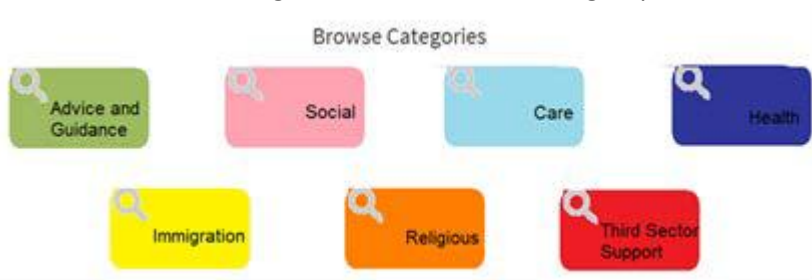 Browse Categories
Advice and
Guidance
Social
Care
Health
Immigration
Religious
Third Sector
Support